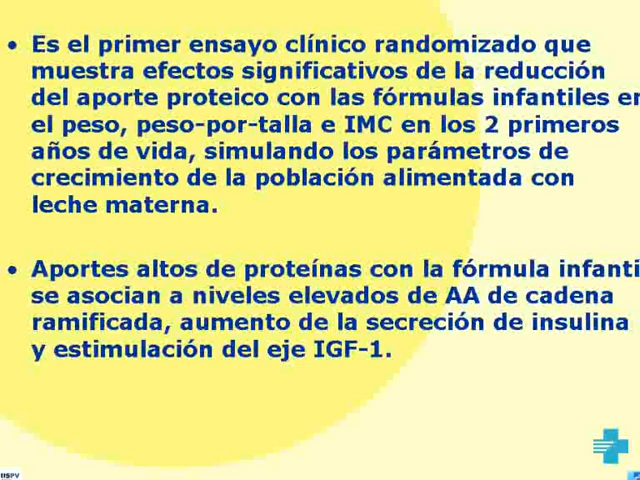 • Es el primer ensayo clínico randomizado que
muestra efectos significativos de la reducción
del aporte proteico con las fórmulas infantiles en
el peso, peso-por-talla e IMC en los 2 primeros
años de vida, simulando los parámetros de
crecimiento de la población alimentada con
leche materna.
• Aportes altos de proteínas con la fórmula infanti
se asocian a niveles elevados de AA de cadena
ramificada, aumento de la secreción de insulina
y estimulación del eje IGF-1.
IISPV